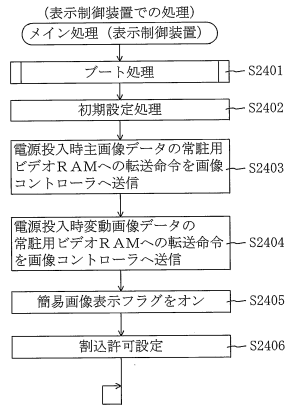 (表示制御装置での処理)
メイン処理(表示制御装置)
ブート処理
S2401
初期設定処理
S2402
電源投入時主画像データの常駐用
ビデオRAMへの転送命令を画像
コントローラへ送信
S2403
電源投入時変動画像データの
常駐用ビデオRAMへの転送命令
を画像コントローラへ送信
S2404
簡易画像表示フラグをオン
S2405
割込許可設定
S2406